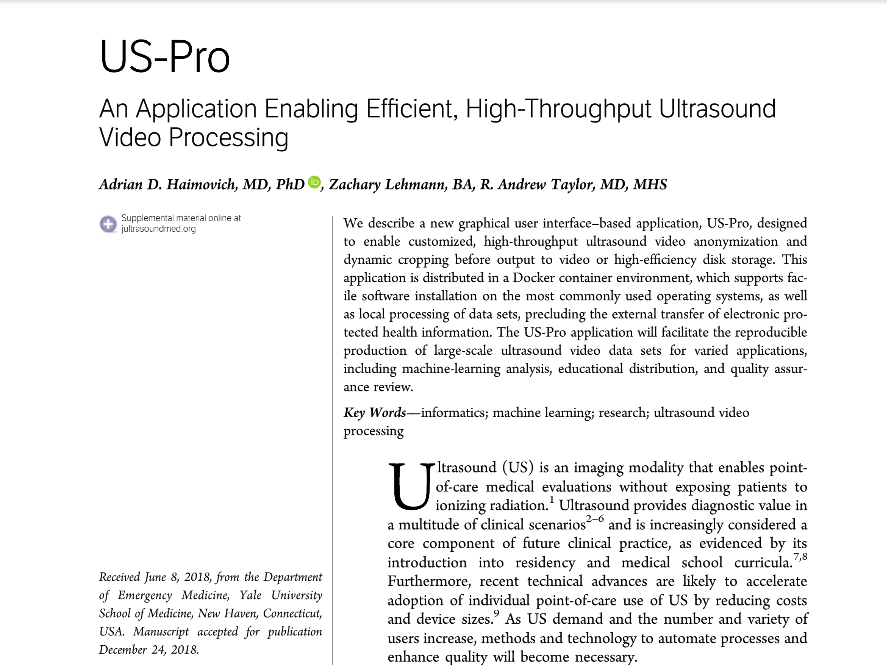 US-Pro
An Application Enabling Efficient, High-Throughput Ultrasound
Video Processing
Adrian D. Haimovich, MD, PhD iD, Zachary Lehmann, BA, R. Andrew Taylor, MD, MHS
Supplemental material online at
jultrasoundmed.org
We describe a new graphical user interface–based application, US-Pro, designed
to enable customized, high-throughput ultrasound video anonymization and
dynamic cropping before output to video or high-efficiency disk storage. This
application is distributed in a Docker container environment, which supports fac-
ile software installation on the most commonly used operating systems, as well
as local processing of data sets, precluding the external transfer of electronic pro-
tected health information. The US-Pro application will facilitate the reproducible
production of large-scale ultrasound video data sets for varied applications,
including machine-learning analysis, educational distribution, and quality assur-
ance review.
Key Words—informatics; machine learning; research; ultrasound video
processing
Ultrasound (US) is an imaging modality that enables point-
of-care medical evaluations without exposing patients to
ionizing radiation.1 Ultrasound provides diagnostic value in
a multitude of clinical scenarios2–6 and is increasingly considered a
core component of future clinical practice, as evidenced by its
introduction into residency and medical school curricula.7,8
Furthermore, recent technical advances are likely to accelerate
adoption of individual point-of-care use of US by reducing costs
and device sizes.9 As US demand and the number and variety of
users increase, methods and technology to automate processes and
enhance quality will become necessary.
Received June 8, 2018, from the Department
of Emergency Medicine, Yale University
School of Medicine, New Haven, Connecticut,
USA. Manuscript accepted for publication
December 24, 2018.